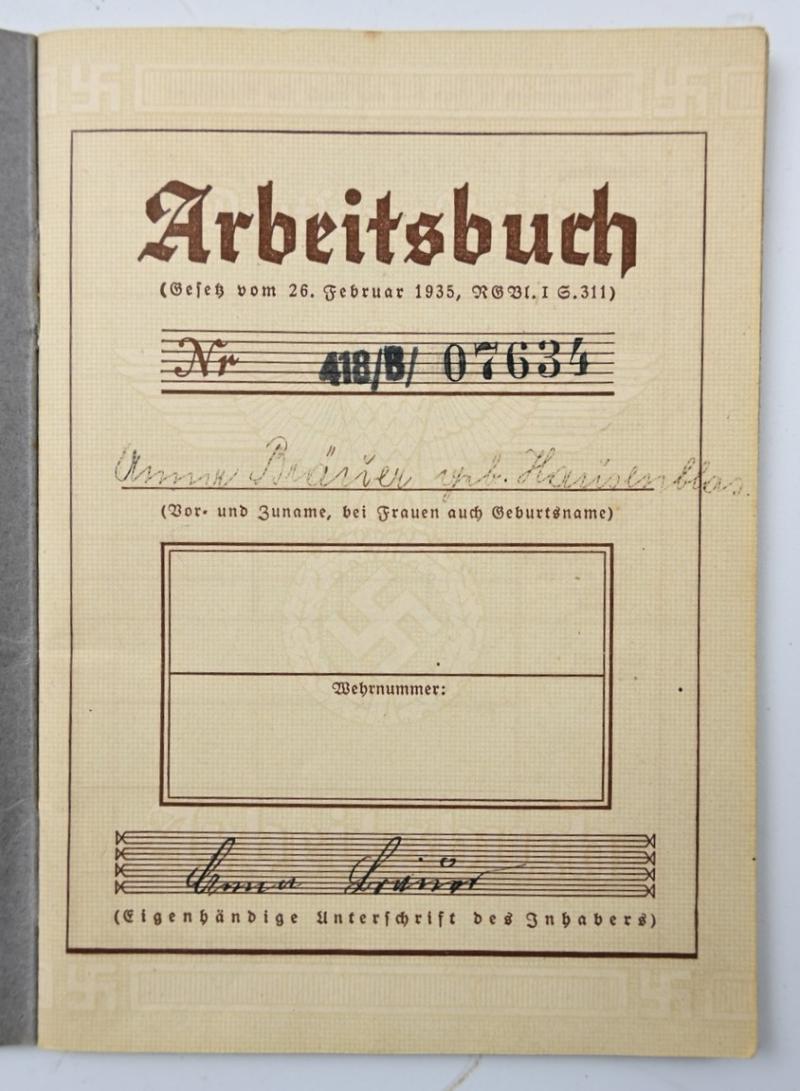 Arbeitsbuch
(Gesetz vom 26. Februar 1935, RGBl. I S. 311)
Nr 418/B/ 07634
Anna Bräuer geb. Hausenblas.
(Vor- und Zuname, bei Frauen auch Geburtsname)
Wehrnummer:
Anna Bräuer
(Eigenhändige Unterschrift des Inhabers)